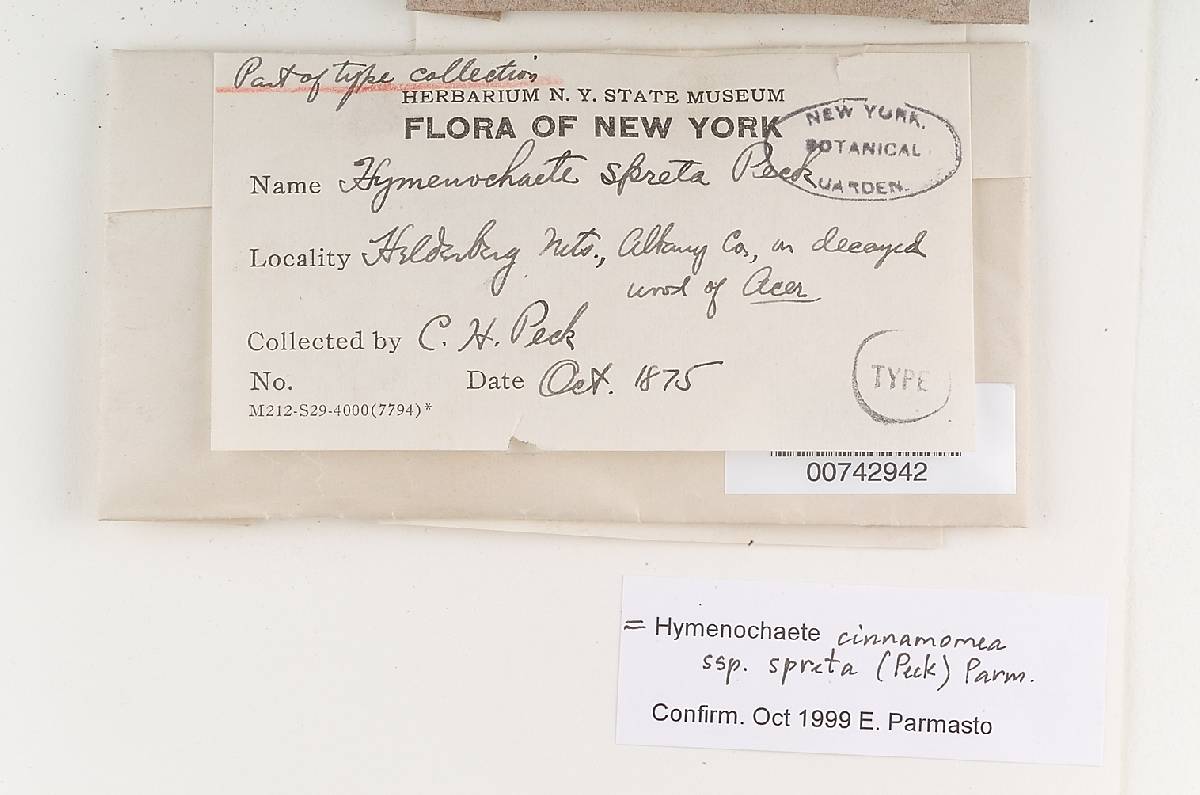 Part of type collection
HERBARIUM N. Y. STATE MUSEUM
FLORA OF NEW YORK
NEW YORK
BOTANICAL
GARDEN.
Name Hymenochaete spreta Peck
Locality Helderberg Mts., Albany Co., on decayed
wood of Acer
Collected by C. H. Peck
No. Date Oct. 1875
TYPE
M212-S29-4000(7794)*
00742942
= Hymenochaete cinnamomea
ssp. spreta (Peck) Parm.
Confirm. Oct 1999 E. Parmasto